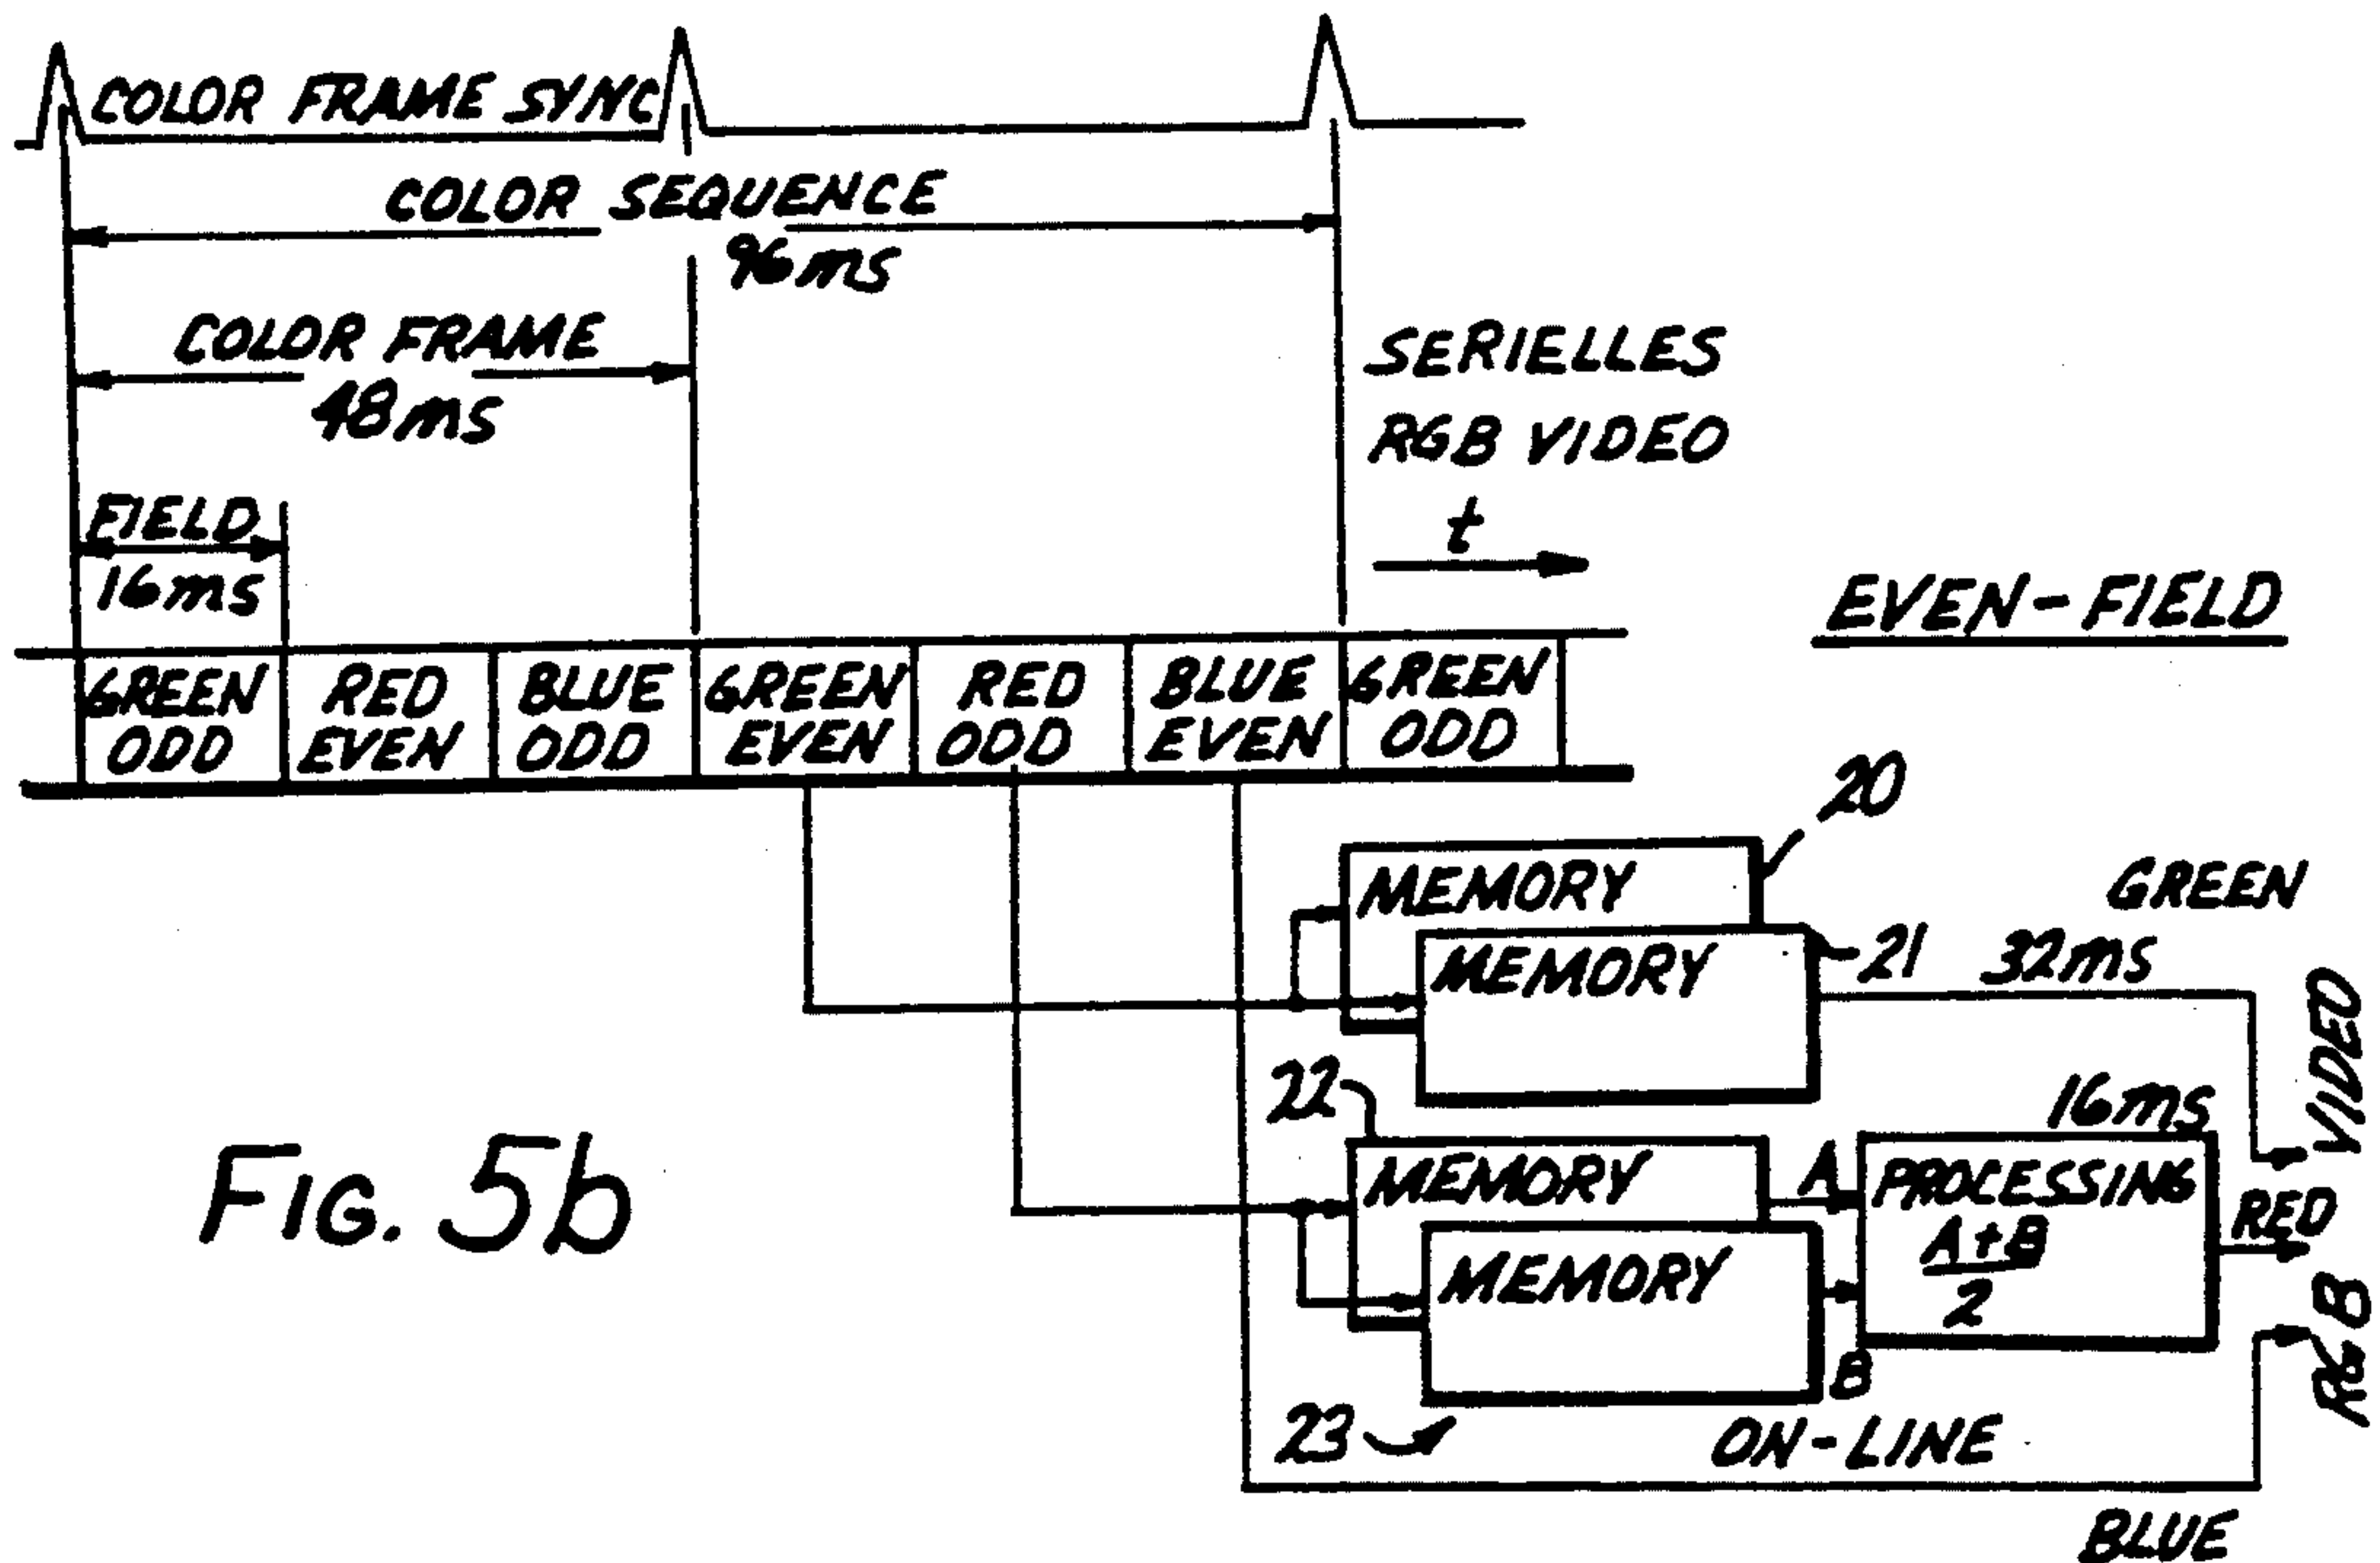 COLOR FRAME SYNC
COLOR SEQUENCE
96ms
COLOR FRAME
48ms
SERIELLES
RGB VIDEO
t
FIELD
16ms
EVEN-FIELD
GREEN ODD
RED EVEN
BLUE ODD
GREEN EVEN
RED ODD
BLUE EVEN
GREEN ODD
20
MEMORY
GREEN
MEMORY
21
32ms
22
16ms
VIDEO
MEMORY
A
PROCESSING
A+B
2
RED
MEMORY
B
RGB
23
ON-LINE
BLUE
FIG. 5b